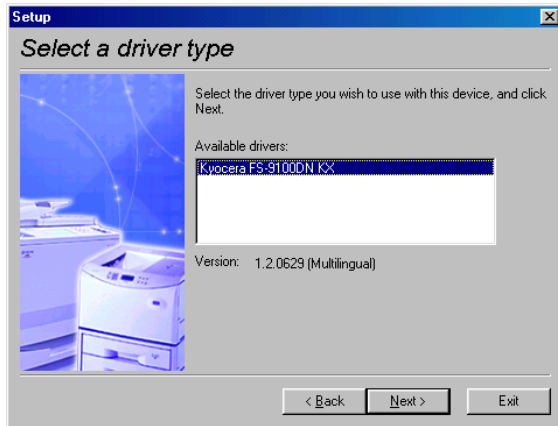 Setup
Select a driver type
Select the driver type you wish to use with this device, and click
Next.
Available drivers:
Kyocera FS-9100DN KX
Version: 1.2.0629 (Multilingual)
< Back Next > Exit